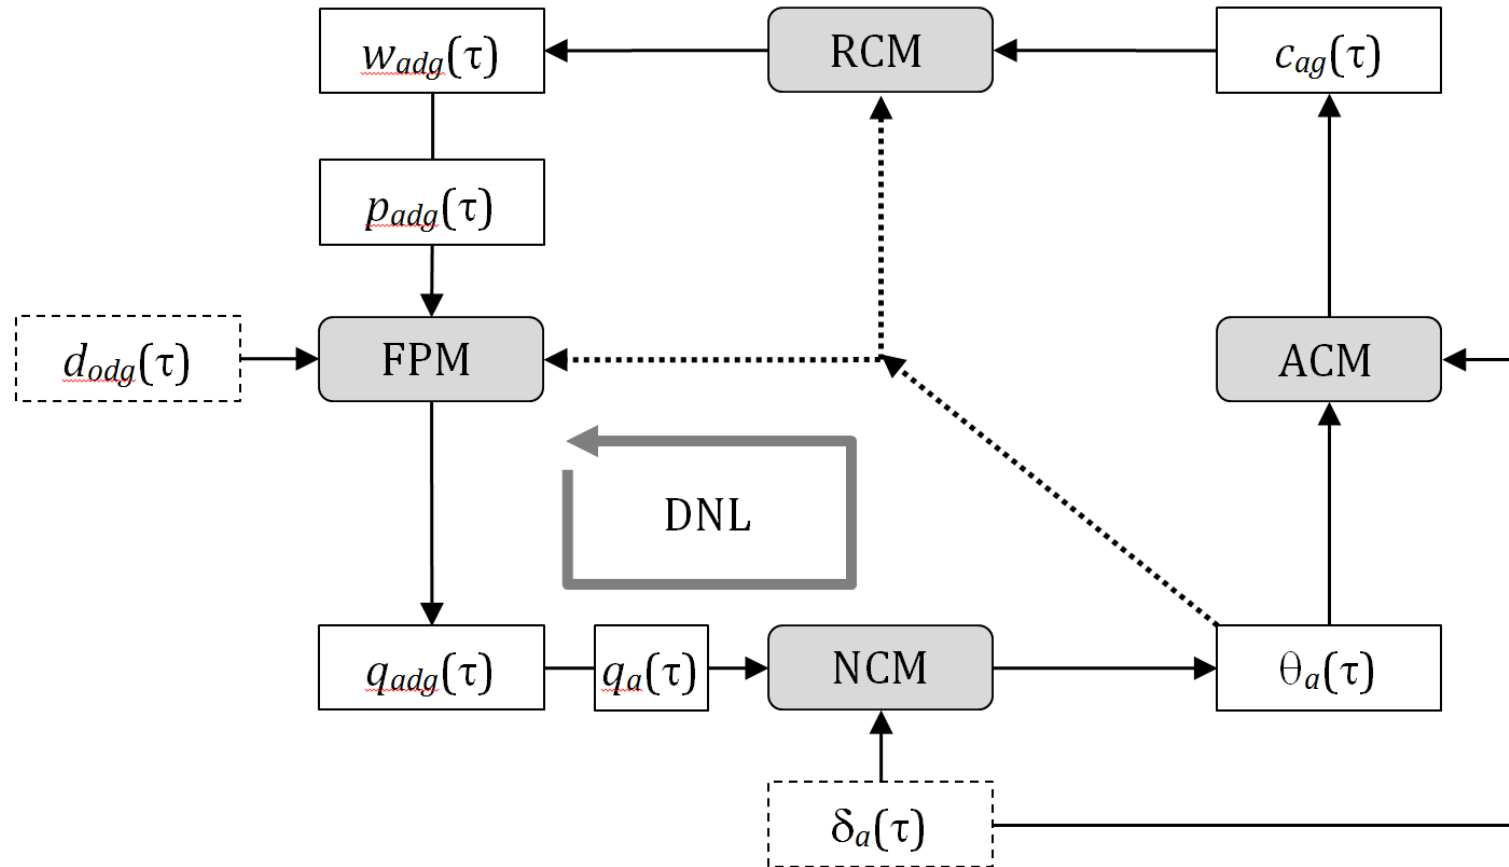 w_adg(τ)
RCM
c_ag(τ)
p_adg(τ)
d_odg(τ)
FPM
ACM
DNL
q_adg(τ)
q_a(τ)
NCM
θ_a(τ)
δ_a(τ)